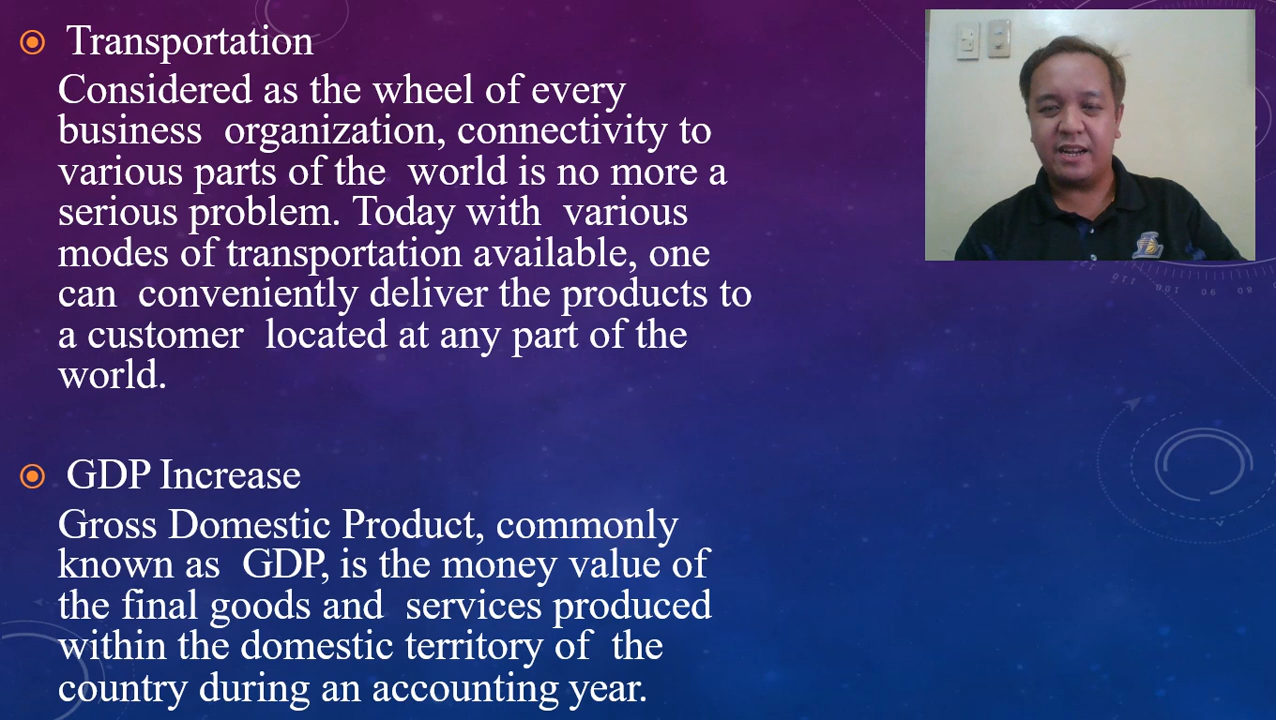 Transportation
Considered as the wheel of every
business organization, connectivity to
various parts of the world is no more a
serious problem. Today with various
modes of transportation available, one
can conveniently deliver the products to
a customer located at any part of the
world.
GDP Increase
Gross Domestic Product, commonly
known as GDP, is the money value of
the final goods and services produced
within the domestic territory of the
country during an accounting year.